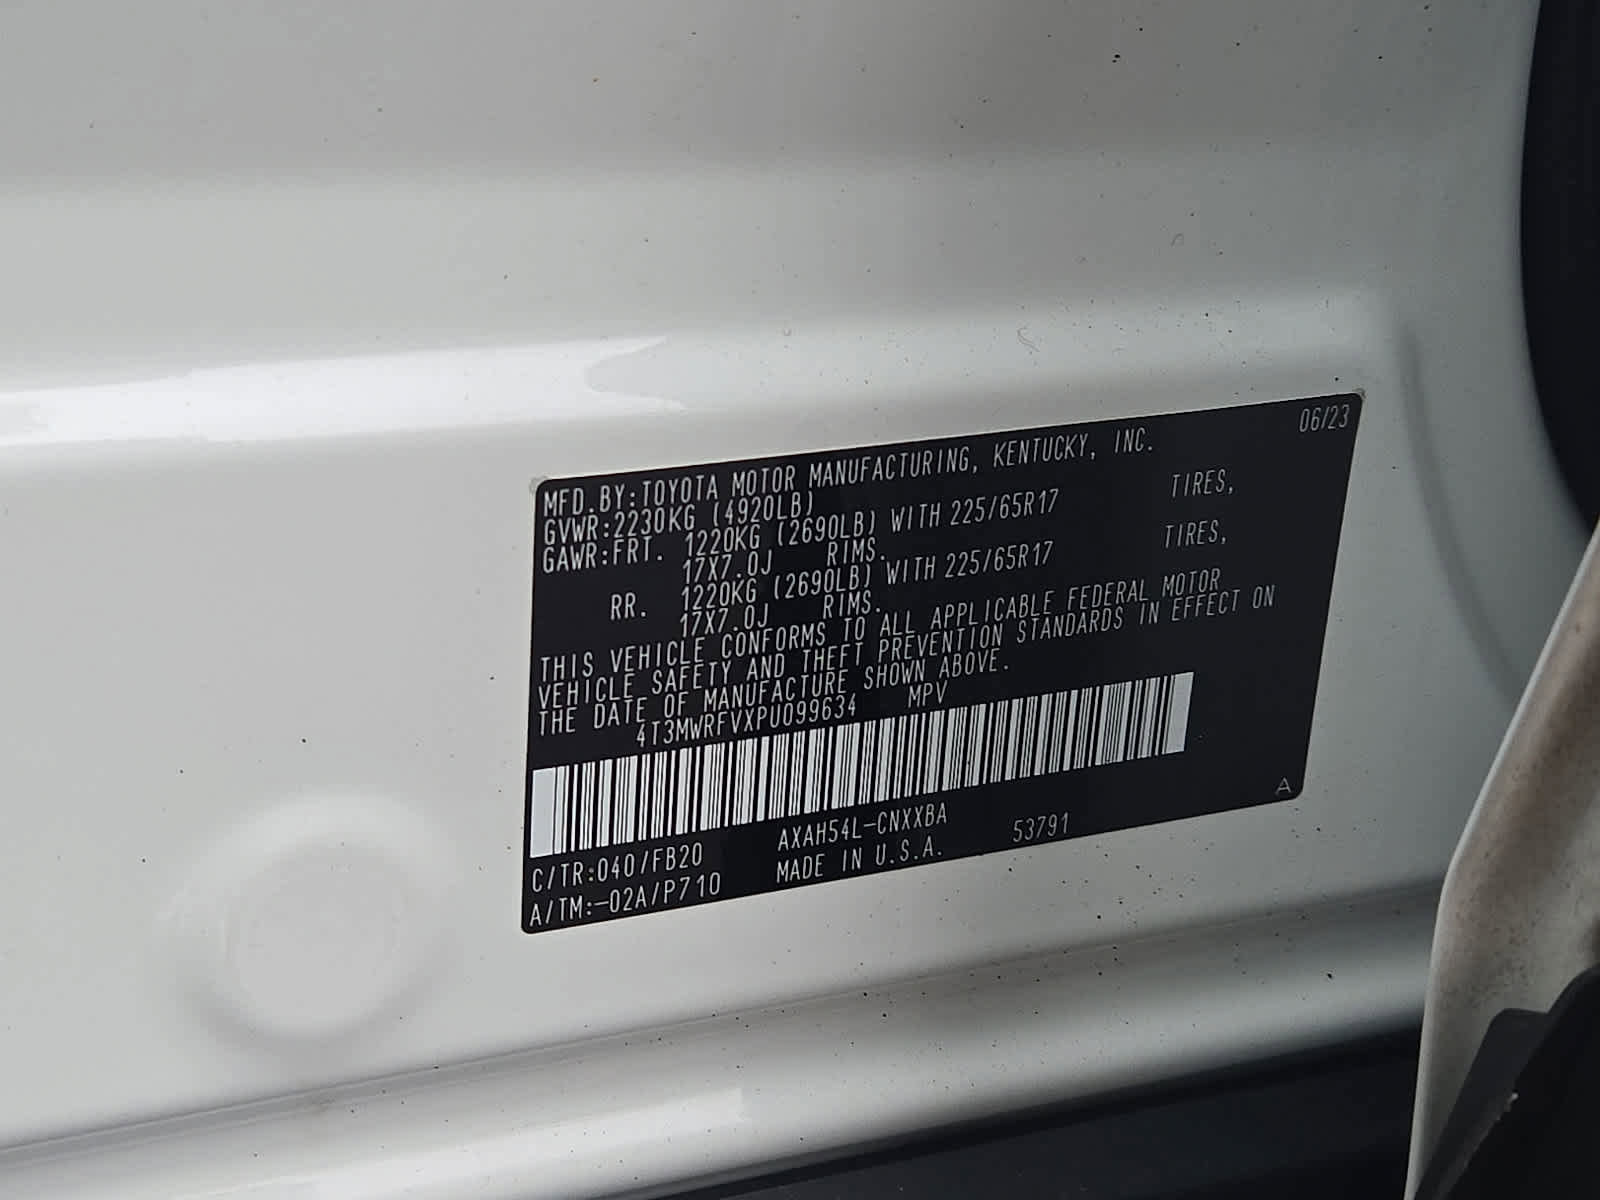 06/23
MFD.BY:TOYOTA MOTOR MANUFACTURING, KENTUCKY, INC.
GVWR:2230KG (4920LB)
GAWR:FRT. 1220KG (2690LB) WITH 225/65R17 TIRES,
17X7.0J RIMS.
RR. 1220KG (2690LB) WITH 225/65R17 TIRES,
17X7.0J RIMS.
THIS VEHICLE CONFORMS TO ALL APPLICABLE FEDERAL MOTOR
VEHICLE SAFETY AND THEFT PREVENTION STANDARDS IN EFFECT ON
THE DATE OF MANUFACTURE SHOWN ABOVE.
4T3MWRFVXPU099634 MPV
C/TR:040/FB20 AXAH54L-CNXXBA 53791 A
A/TM:-02A/P710 MADE IN U.S.A.